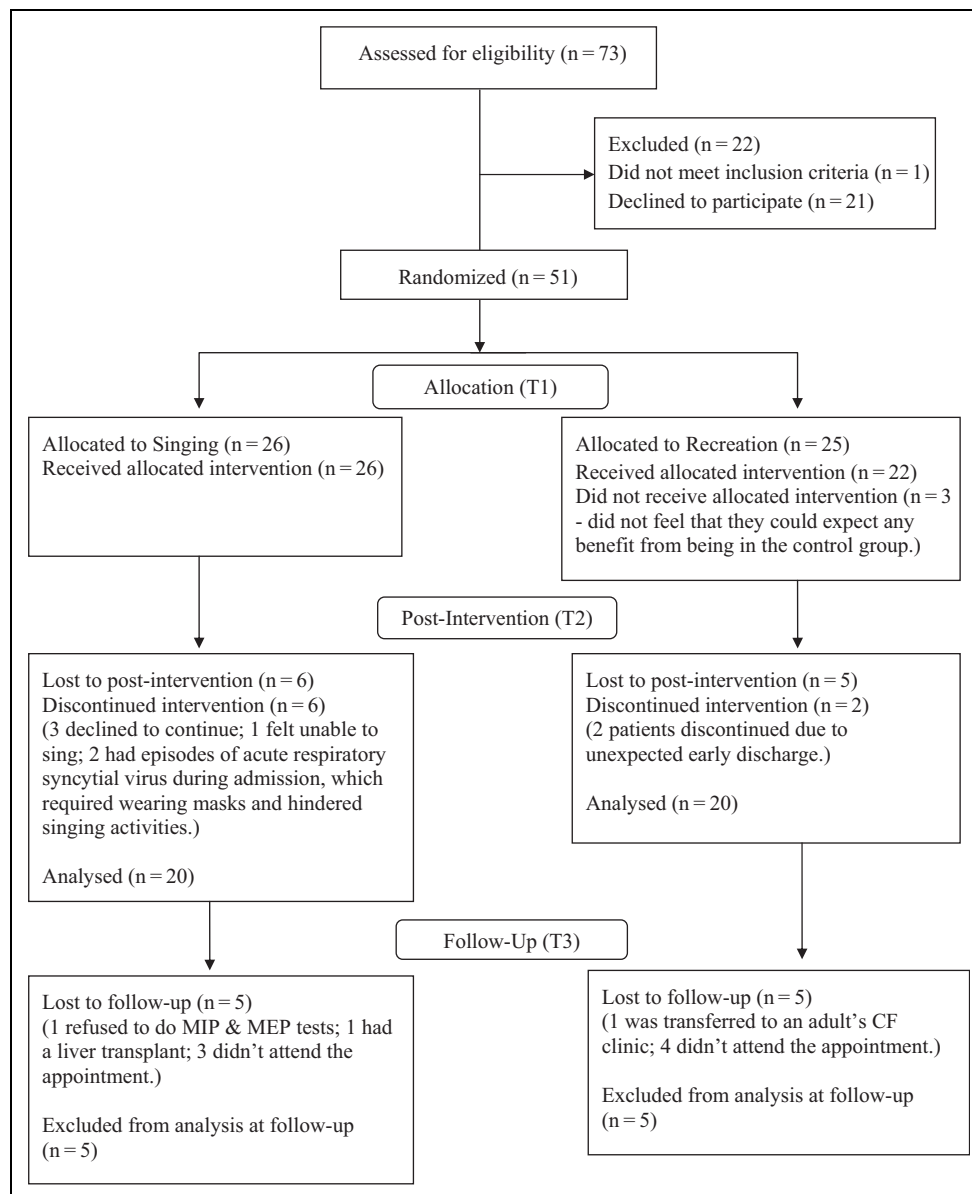 Assessed for eligibility (n = 73)
Excluded (n = 22)
Did not meet inclusion criteria (n = 1)
Declined to participate (n = 21)
Randomized (n = 51)
Allocation (T1)
Allocated to Singing (n = 26)
Received allocated intervention (n = 26)
Allocated to Recreation (n = 25)
Received allocated intervention (n = 22)
Did not receive allocated intervention (n = 3
- did not feel that they could expect any
benefit from being in the control group.)
Post-Intervention (T2)
Lost to post-intervention (n = 6)
Discontinued intervention (n = 6)
(3 declined to continue; 1 felt unable to
sing; 2 had episodes of acute respiratory
syncytial virus during admission, which
required wearing masks and hindered
singing activities.)
Analysed (n = 20)
Lost to post-intervention (n = 5)
Discontinued intervention (n = 2)
(2 patients discontinued due to
unexpected early discharge.)
Analysed (n = 20)
Follow-Up (T3)
Lost to follow-up (n = 5)
(1 refused to do MIP & MEP tests; 1 had
a liver transplant; 3 didn't attend the
appointment.)
Excluded from analysis at follow-up
(n = 5)
Lost to follow-up (n = 5)
(1 was transferred to an adult's CF
clinic; 4 didn't attend the appointment.)
Excluded from analysis at follow-up
(n = 5)